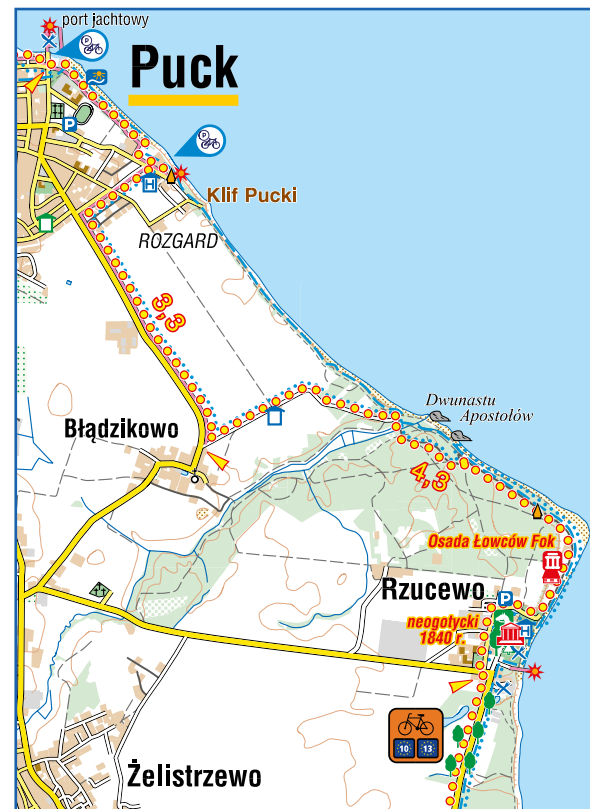 port jachtowy
Puck
P
P
P
Klif Pucki
H
ROZGARD
3,3
Dwunastu
Apostołów
Błądzikowo
4,3
Osada Łowców Fok
Rzucewo
P
neogotycki
1840 r.
H
10 13
Żelistrzewo